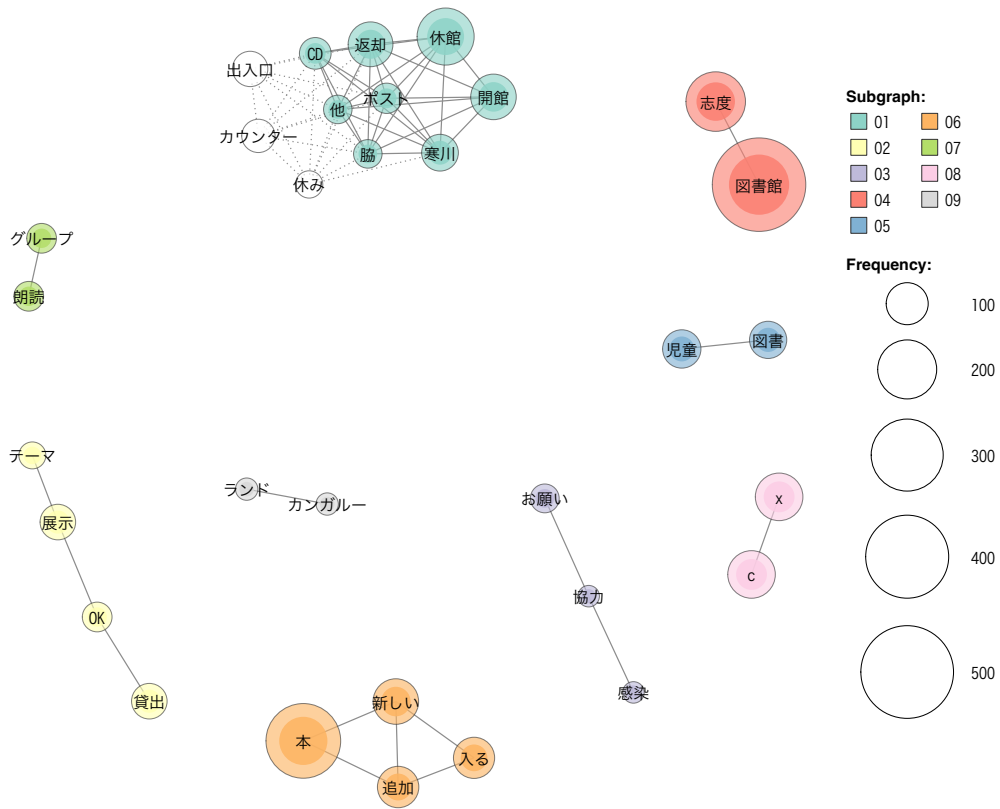 休館
返却
CD
出入口
開館
ポスト
他
カウンター
脇
寒川
休み
志度
図書館
グループ
朗読
児童
図書
テーマ
展示
OK
貸出
ランド
カンガルー
お願い
協力
感染
x
c
新しい
本
入る
追加
Subgraph:
01 06
02 07
03 08
04 09
05
Frequency:
100
200
300
400
500